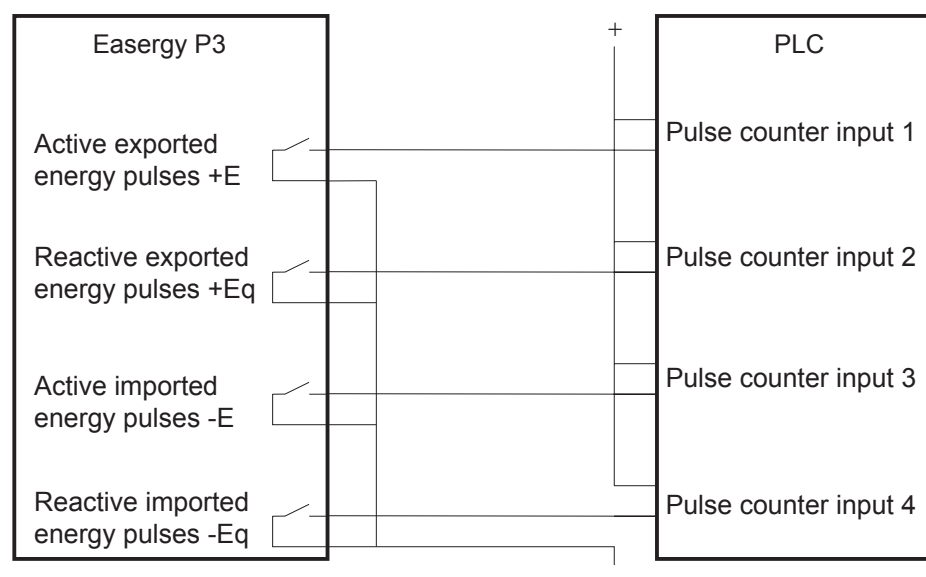 Easergy P3
+
PLC
Active exported
energy pulses +E
Pulse counter input 1
Reactive exported
energy pulses +Eq
Pulse counter input 2
Active imported
energy pulses -E
Pulse counter input 3
Reactive imported
energy pulses -Eq
Pulse counter input 4